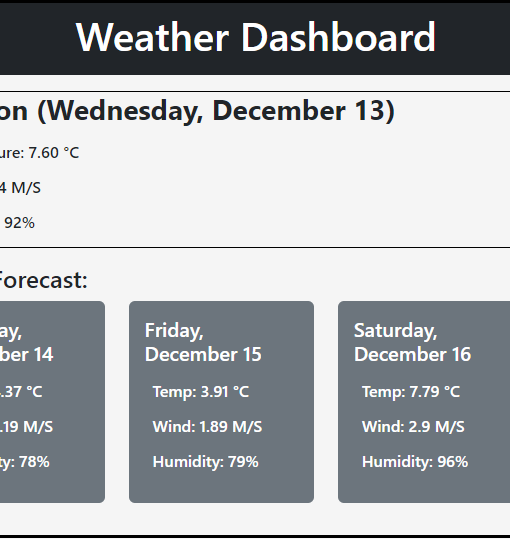 Weather Dashboard
on (Wednesday, December 13)
ure: 7.60 °C
4 M/S
92%
Forecast:
ay,
ber 14
.37 °C
.19 M/S
ty: 78%
Friday,
December 15
Temp: 3.91 °C
Wind: 1.89 M/S
Humidity: 79%
Saturday,
December 16
Temp: 7.79 °C
Wind: 2.9 M/S
Humidity: 96%